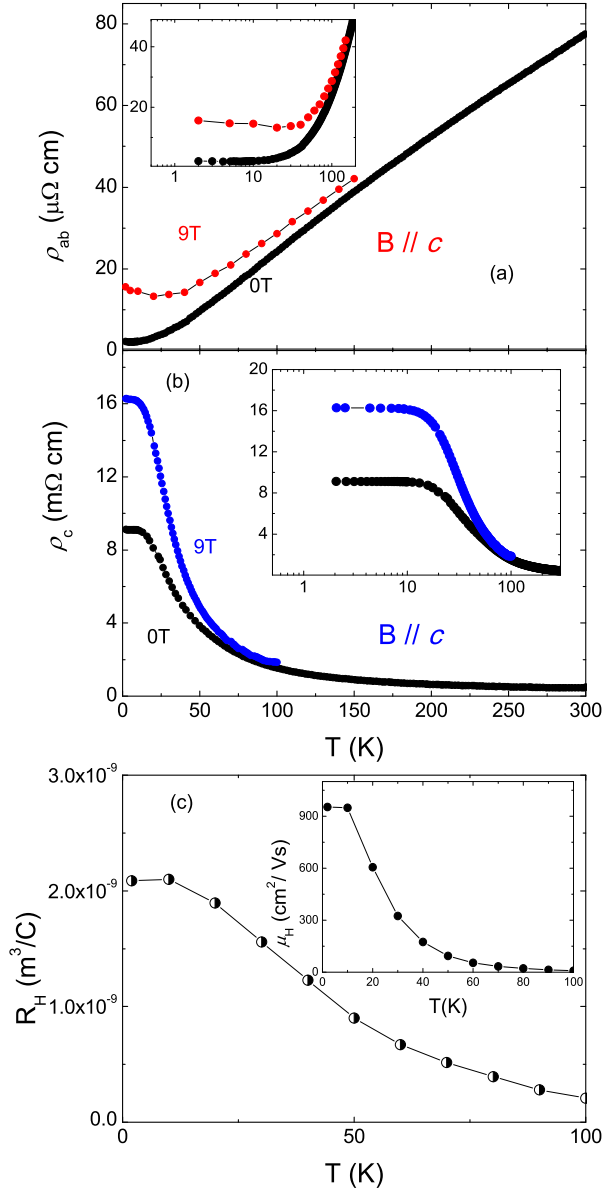 80
60
40
20
0
ρab (μΩ cm)
40
20
1 10 100
9T
0T
B // c
(a)
(b)
16
12
8
4
0
ρc (mΩ cm)
20
16
12
8
4
1 10 100
9T
0T
B // c
0 50 100 150 200 250 300
T (K)
3.0x10-9
2.0x10-9
1.0x10-9
0.0
RH (m3/C)
(c)
900
600
300
0
μH (cm2/ Vs)
0 20 40 60 80 100
T(K)
0 50 100
T (K)